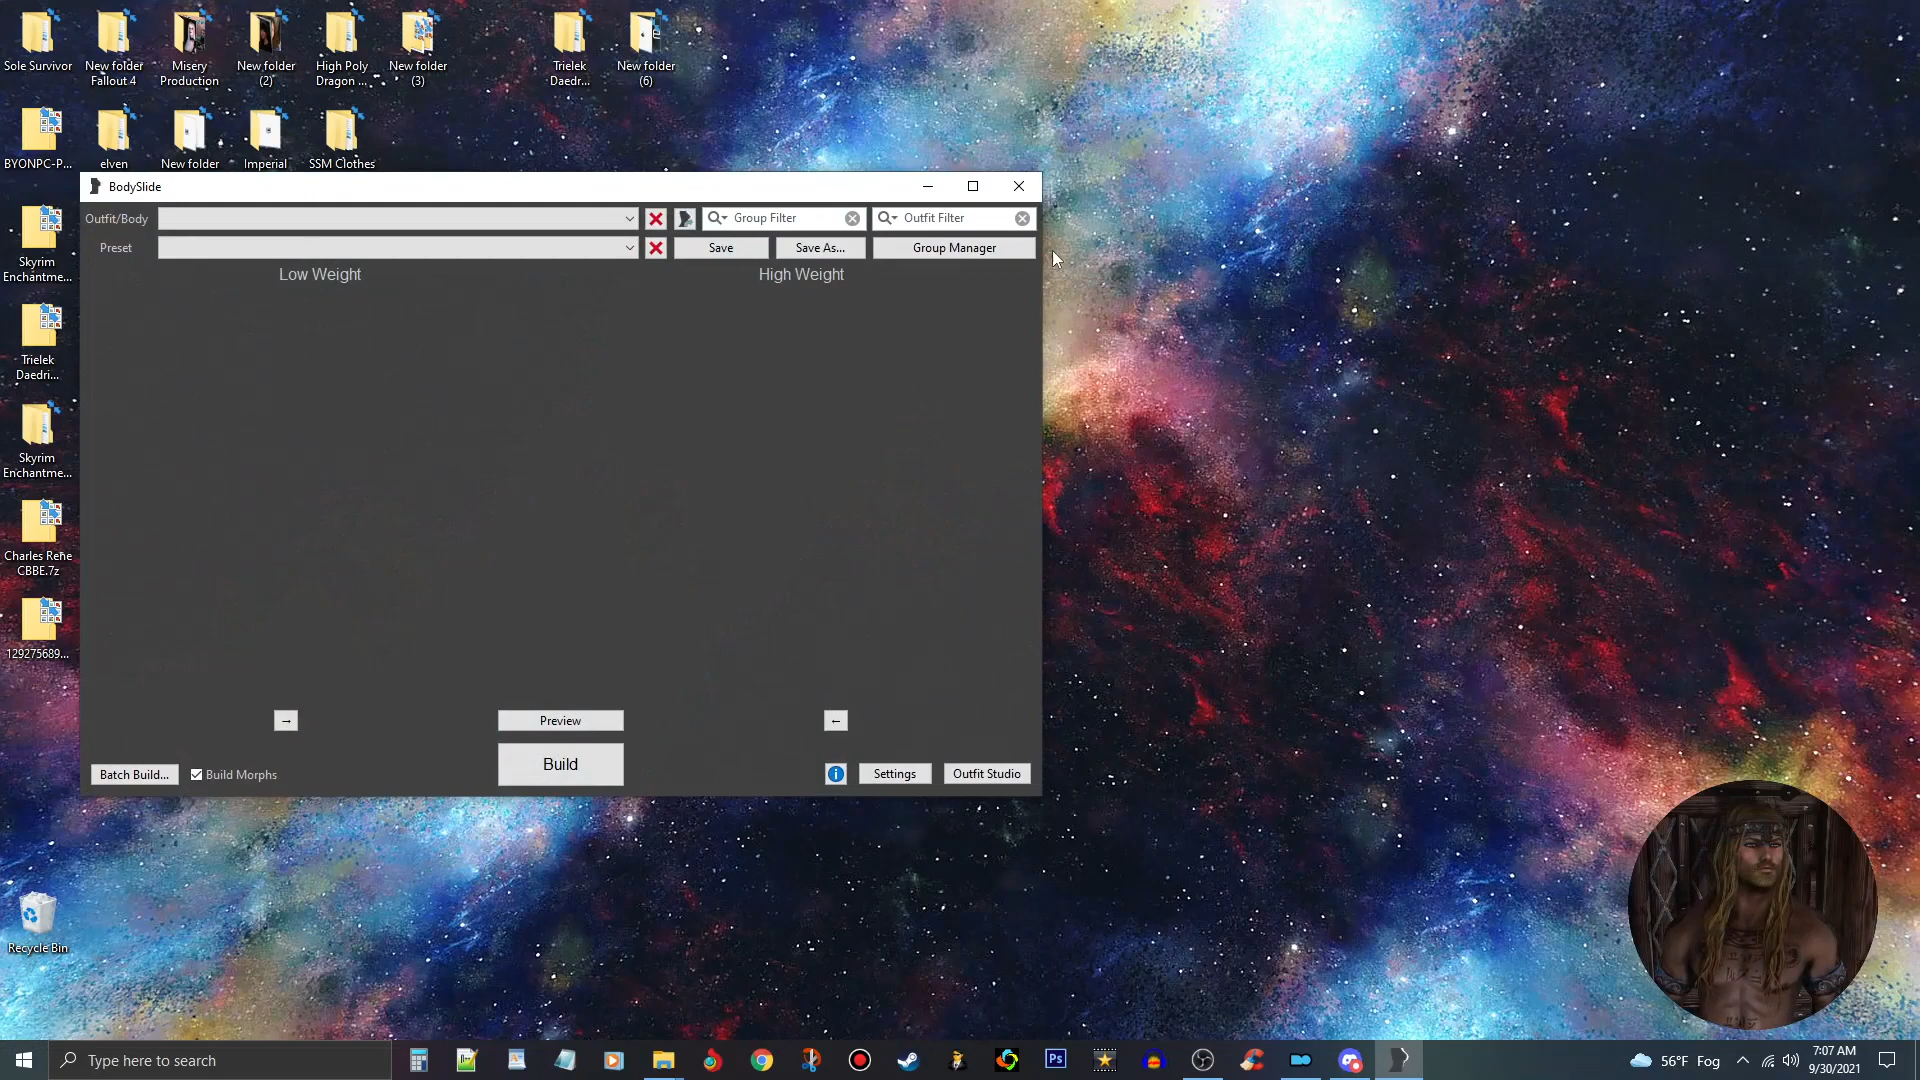 Sole Survivor
New folder
Fallout 4
Misery
Production
New folder
(2)
High Poly
Dragon ...
New folder
(3)
Trielek
Daedr...
New folder
(6)
BYONPC-P...
elven
New folder
Imperial
SSM Clothes
Skyrim
Enchantme...
Trielek
Daedri...
Skyrim
Enchantme...
Charles Rene
CBBE.7z
129275689...
Recycle Bin
BodySlide
Outfit/Body
Group Filter
Outfit Filter
Preset
Save
Save As...
Group Manager
Low Weight
High Weight
→
Preview
←
Batch Build...
Build Morphs
Build
Settings
Outfit Studio
Type here to search
Ps
56°F Fog
7:07 AM
9/30/2021